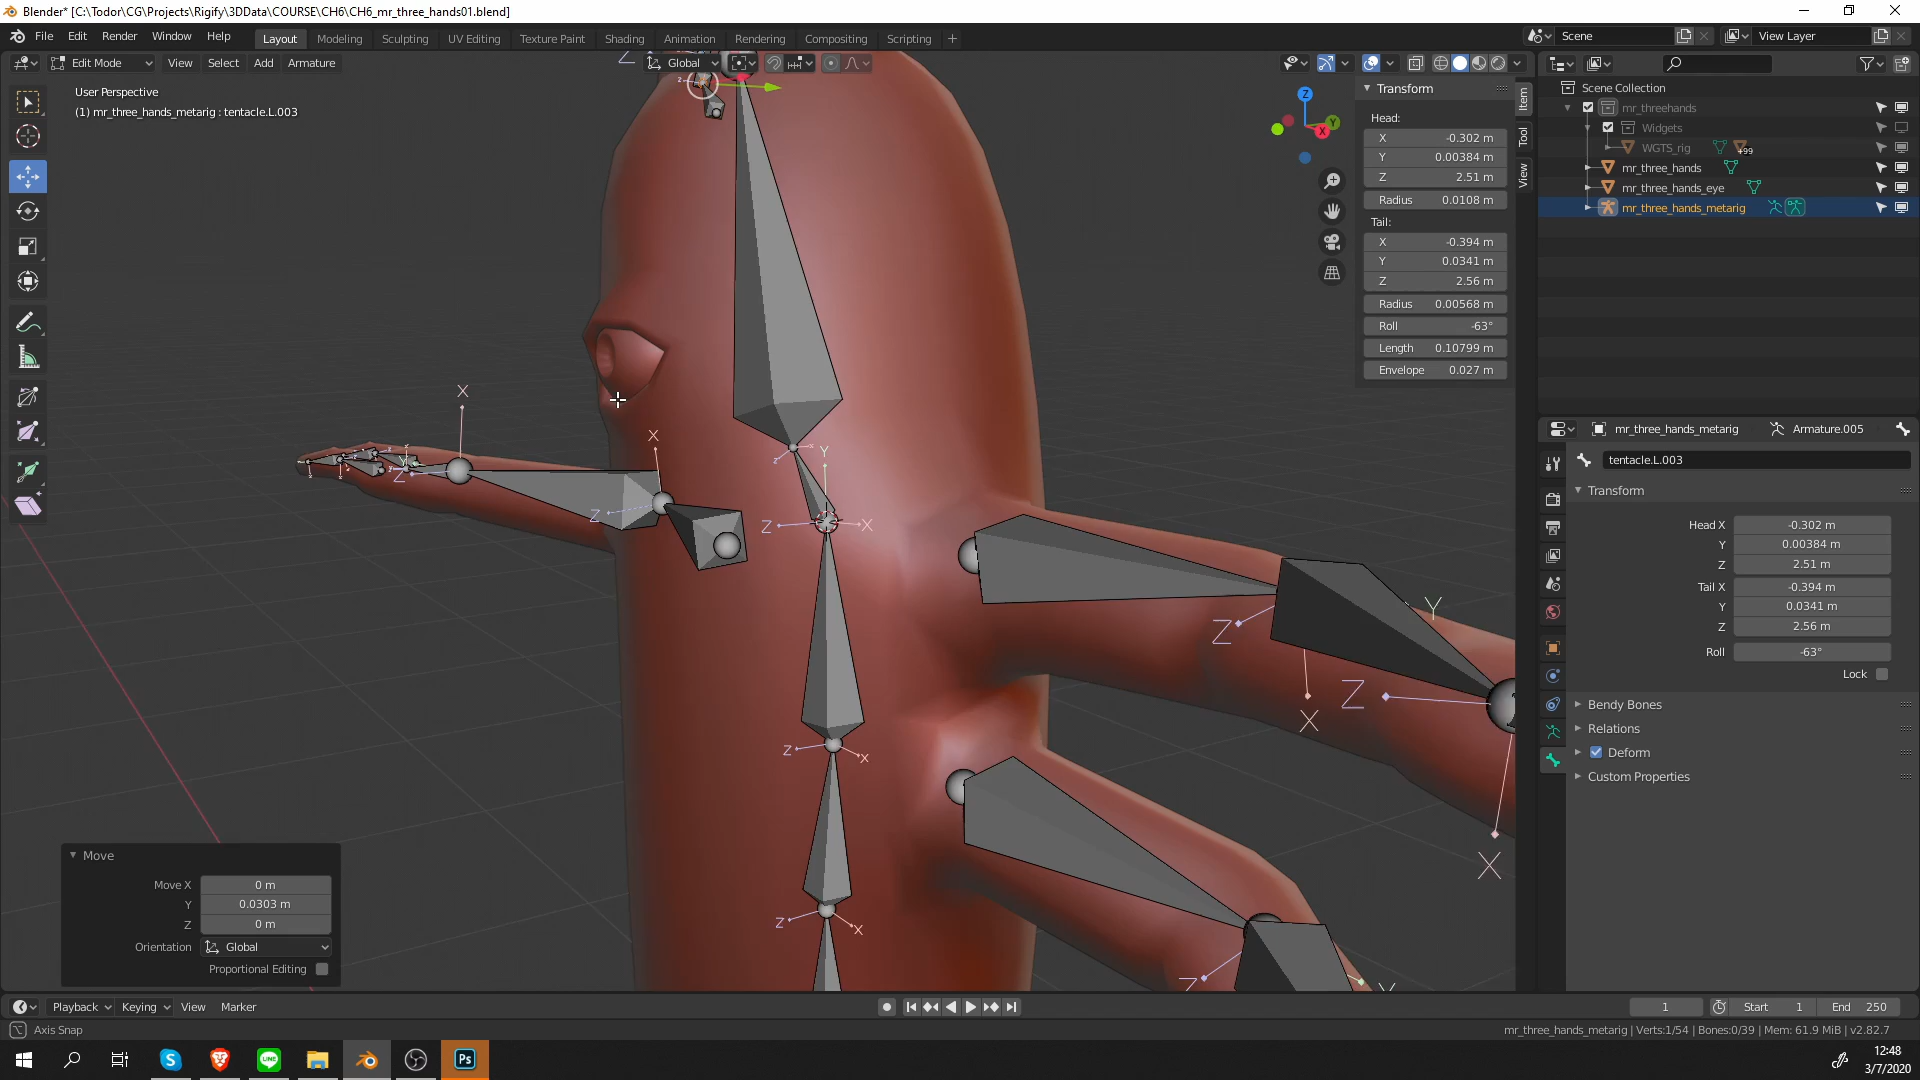 Blender* [C:\Todor\CG\Projects\Rigify\3DData\COURSE\CH6\CH6_mr_three_hands01.blend]
File Edit Render Window Help Layout Modeling Sculpting UV Editing Texture Paint Shading Animation Rendering Compositing Scripting Scene View Layer
Edit Mode View Select Add Armature Global
User Perspective
(1) mr_three_hands_metarig : tentacle.L.003
Transform
Head:
X -0.302 m
Y 0.00384 m
Z 2.51 m
Radius 0.0108 m
Tail:
X -0.394 m
Y 0.0341 m
Z 2.56 m
Radius 0.00568 m
Roll -63°
Length 0.10799 m
Envelope 0.027 m
Item
Tool
View
Scene Collection
mr_threehands
Widgets
WGTS_rig +99
mr_three_hands
mr_three_hands_eye
mr_three_hands_metarig
mr_three_hands_metarig Armature.005
tentacle.L.003
Transform
Head X -0.302 m
Y 0.00384 m
Z 2.51 m
Tail X -0.394 m
Y 0.0341 m
Z 2.56 m
Roll -63°
Lock
Bendy Bones
Relations
Deform
Custom Properties
Move
Move X 0 m
Y 0.0303 m
Z 0 m
Orientation Global
Proportional Editing
Playback Keying View Marker 1 Start 1 End 250
Axis Snap mr_three_hands_metarig | Verts:1/54 | Bones:0/39 | Mem: 61.9 MiB | v2.82.7
12:48
3/7/2020